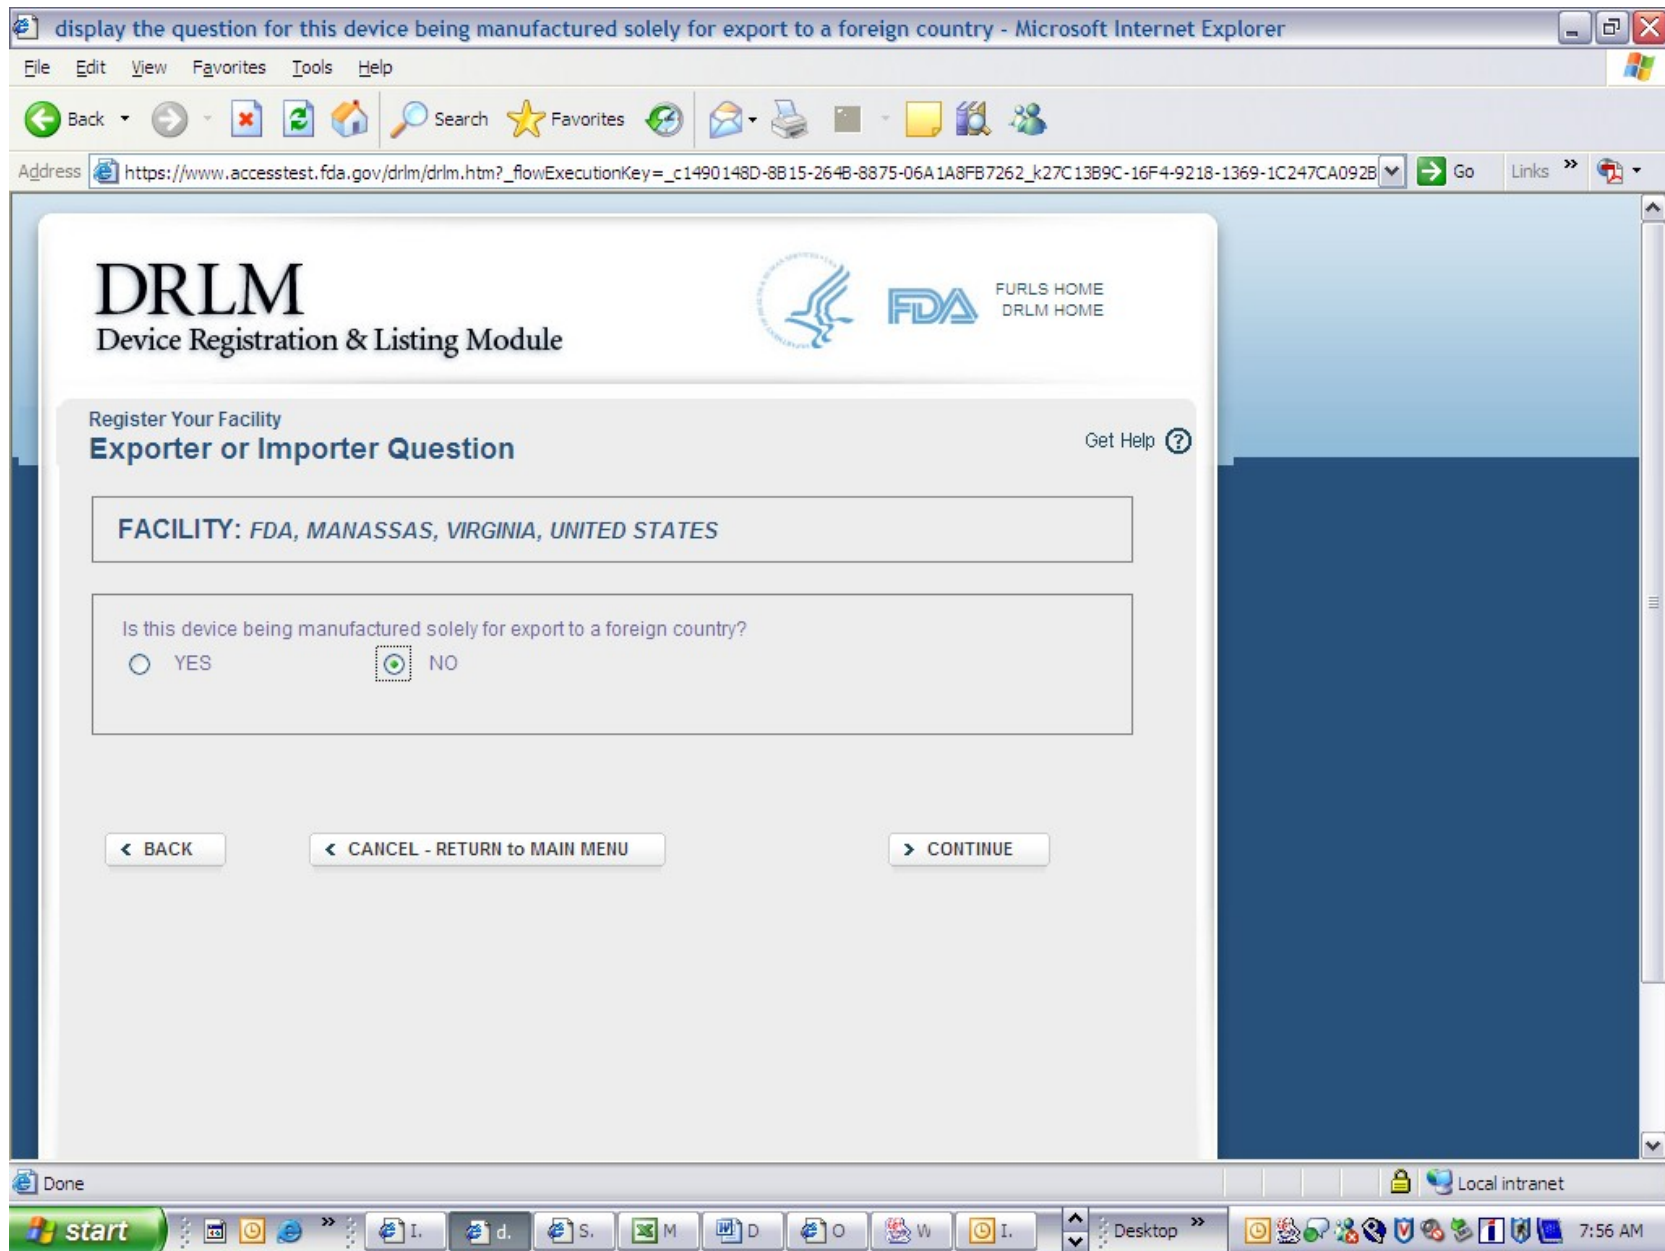 display the question for this device being manufactured solely for export to a foreign country - Microsoft Internet Explorer
File Edit View Favorites Tools Help
Back Search Favorites
Address https://www.accesstest.fda.gov/drlm/drlm.htm?_flowExecutionKey=_c1490148D-8B15-264B-8875-06A1A8FB7262_k27C13B9C-16F4-9218-1369-1C247CA092B Go Links »
DRLM
Device Registration & Listing Module
FDA
FURLS HOME
DRLM HOME
Register Your Facility
Exporter or Importer Question
Get Help ?
FACILITY: FDA, MANASSAS, VIRGINIA, UNITED STATES
Is this device being manufactured solely for export to a foreign country?
YES NO
< BACK < CANCEL - RETURN to MAIN MENU > CONTINUE
Done Local intranet
start » I. d. S. M D O W I. Desktop » 7:56 AM